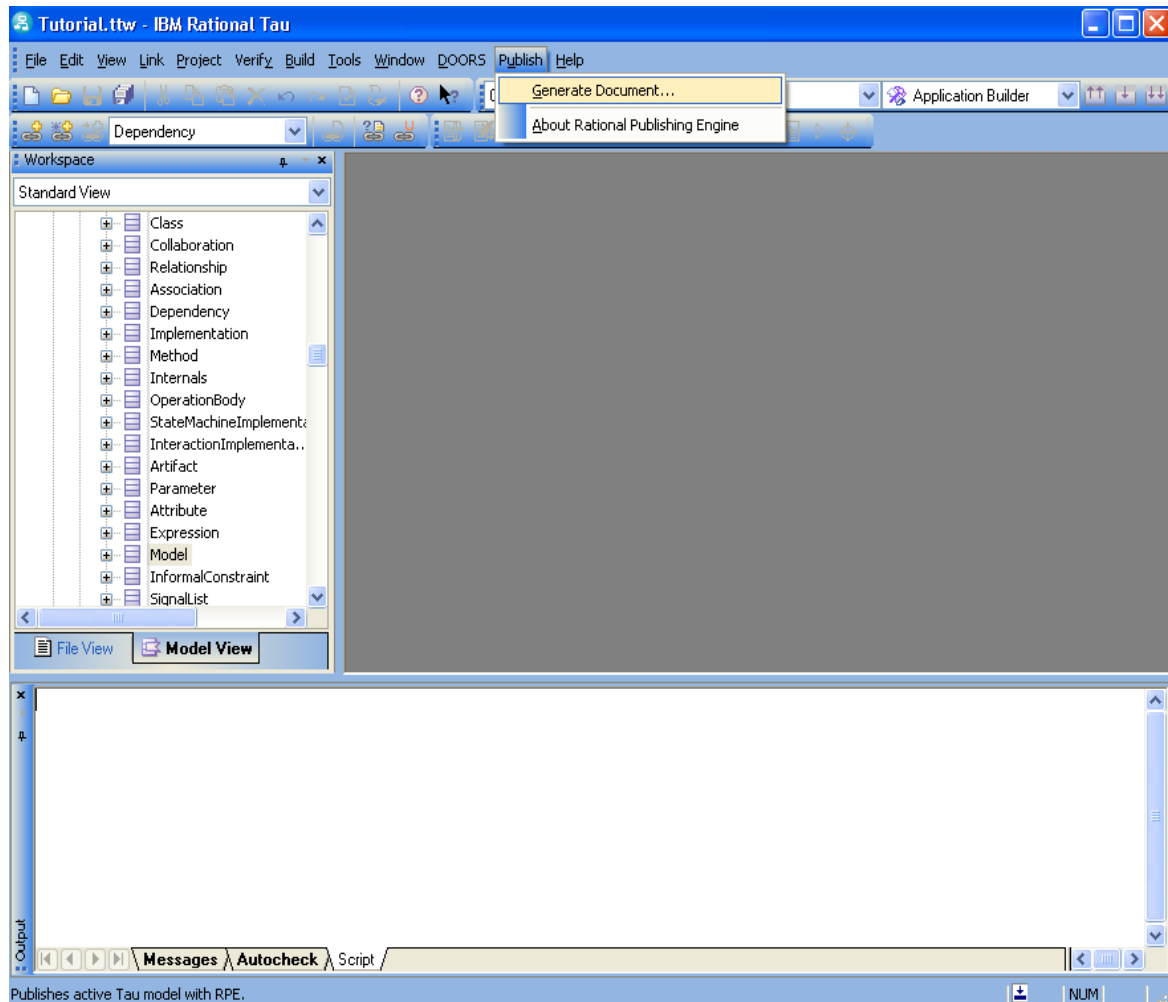 Tutorial.ttw - IBM Rational Tau
File Edit View Link Project Verify Build Tools Window DOORS Publish Help
Generate Document...
Application Builder
About Rational Publishing Engine
Dependency
Workspace
Standard View
Class
Collaboration
Relationship
Association
Dependency
Implementation
Method
Internals
OperationBody
StateMachineImplementa
InteractionImplementa..
Artifact
Parameter
Attribute
Expression
Model
InformalConstraint
SignalList
File View Model View
Output
Messages Autocheck Script
Publishes active Tau model with RPE. NUM